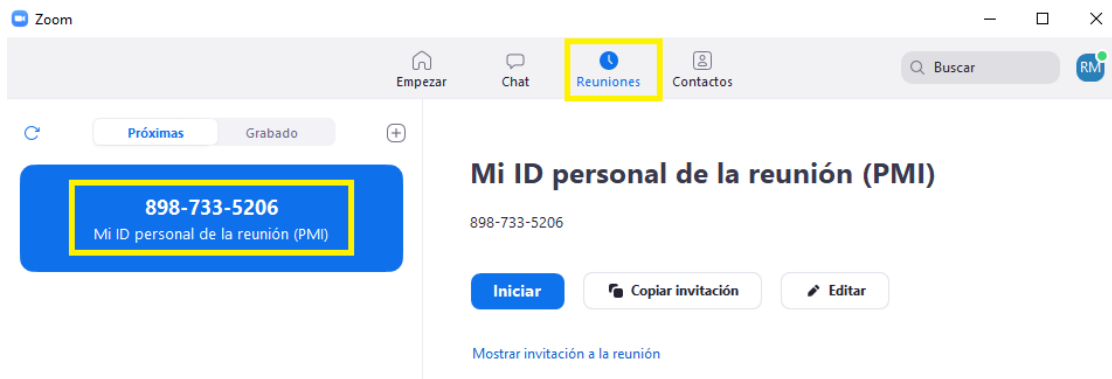 Zoom
Empezar
Chat
Reuniones
Contactos
Buscar
RM
Próximas
Grabado
898-733-5206
Mi ID personal de la reunión (PMI)
Mi ID personal de la reunión (PMI)
898-733-5206
Iniciar
Copiar invitación
Editar
Mostrar invitación a la reunión